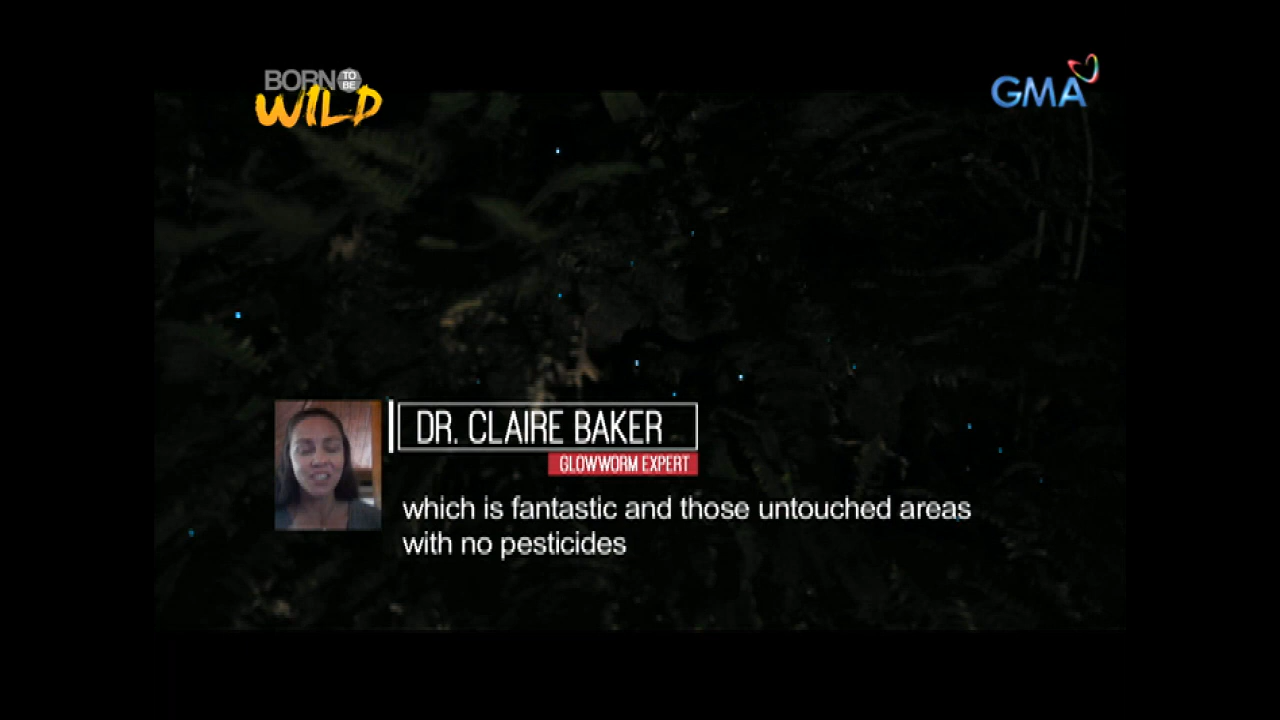 BORN TO BE
WILD
GMA
DR. CLAIRE BAKER
GLOWWORM EXPERT
which is fantastic and those untouched areas
with no pesticides